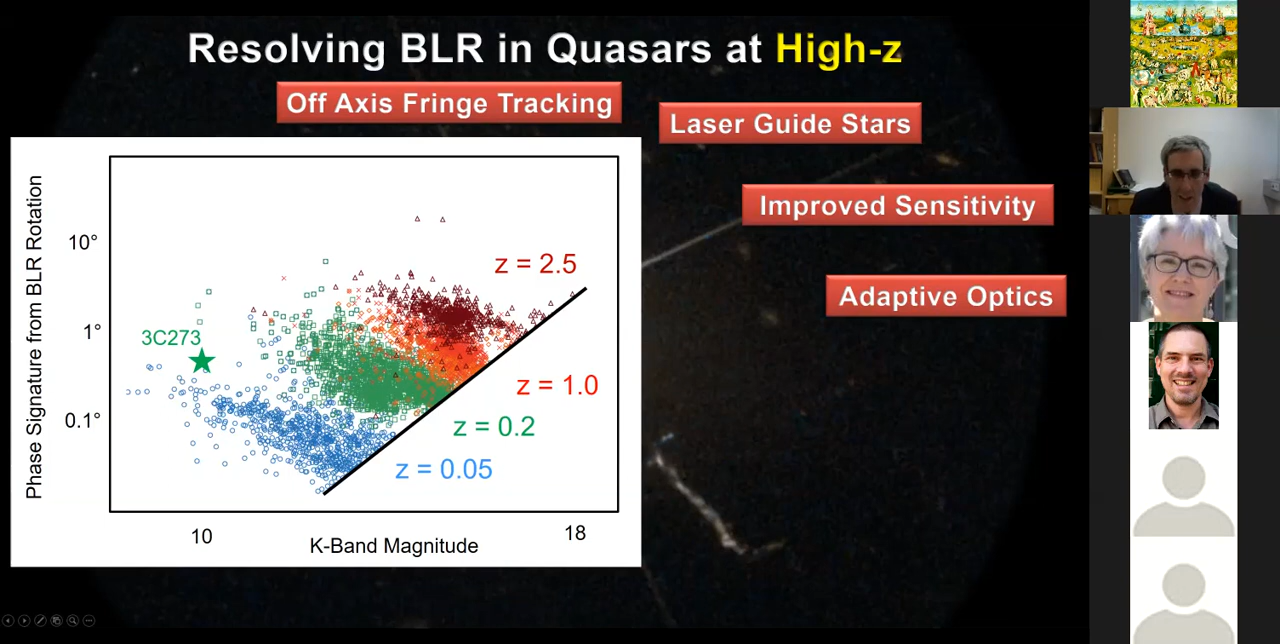 Resolving BLR in Quasars at High-z
Off Axis Fringe Tracking
Laser Guide Stars
Improved Sensitivity
Adaptive Optics
Phase Signature from BLR Rotation
10°
1°
0.1°
3C273
z = 2.5
z = 1.0
z = 0.2
z = 0.05
10
18
K-Band Magnitude